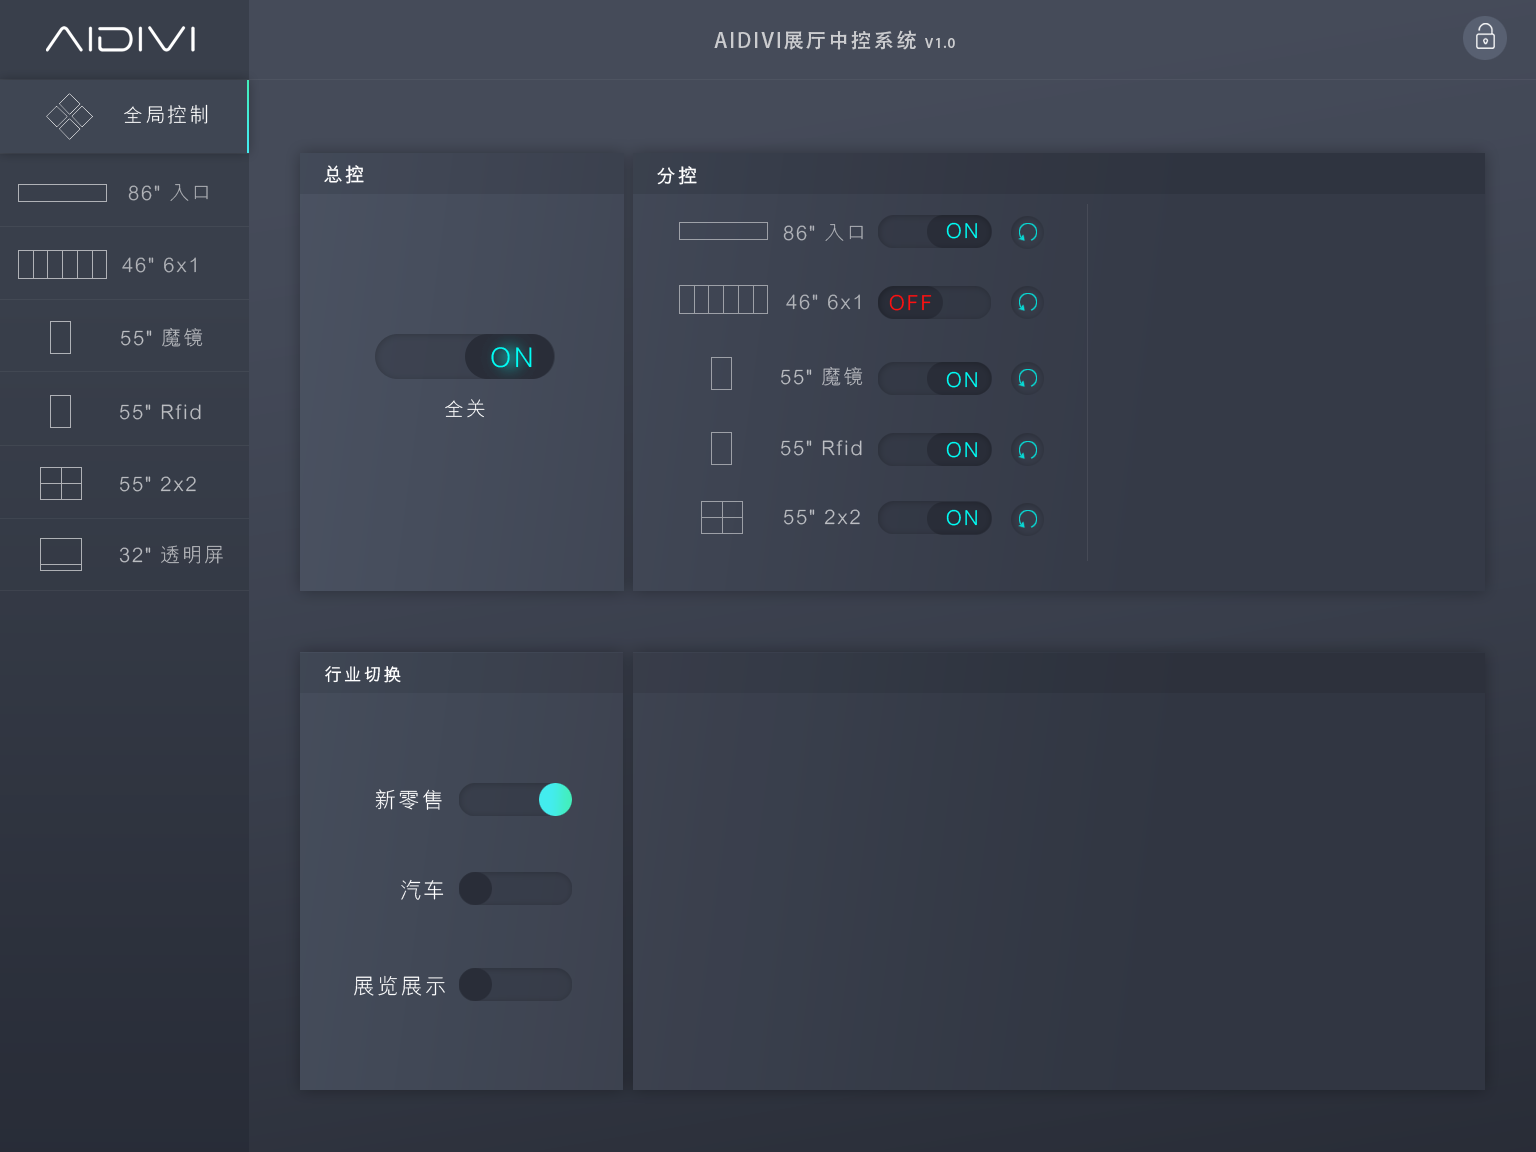 AIDIVI
AIDIVI展厅中控系统 V1.0
全局控制
86" 入口
46" 6x1
55" 魔镜
55" Rfid
55" 2x2
32" 透明屏
总控
ON
全关
分控
86" 入口 ON
46" 6x1 OFF
55" 魔镜 ON
55" Rfid ON
55" 2x2 ON
行业切换
新零售
汽车
展览展示